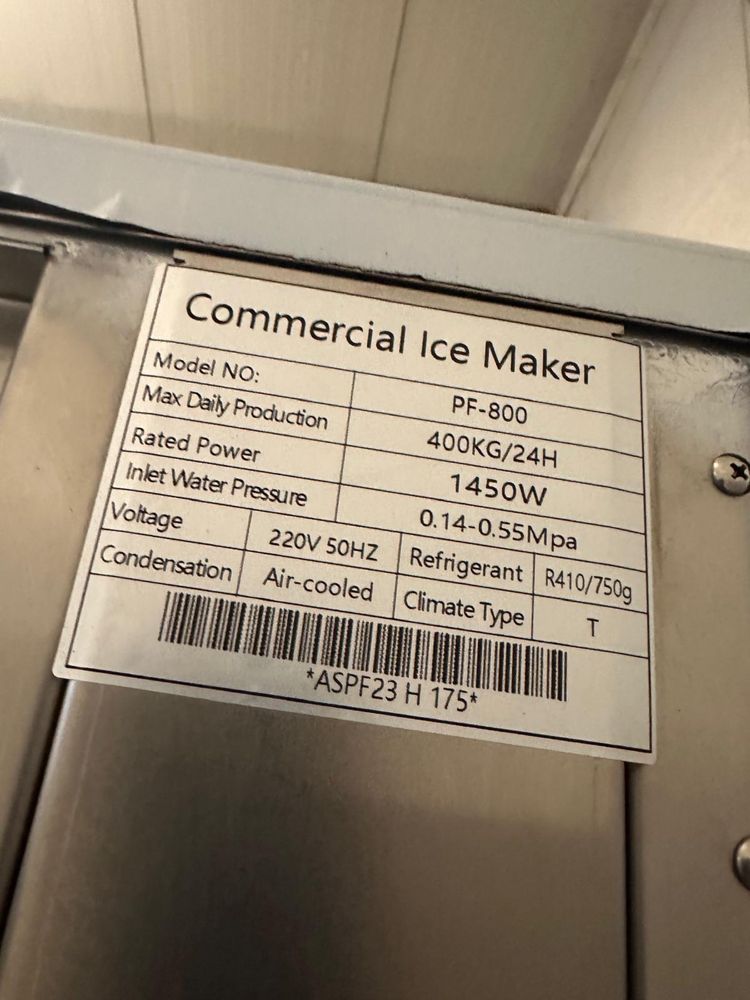 Commercial Ice Maker
Model NO: PF-800
Max Daily Production 400KG/24H
Rated Power 1450W
Inlet Water Pressure 0.14-0.55Mpa
Voltage 220V 50HZ Refrigerant R410/750g
Condensation Air-cooled Climate Type T
*ASPF23 H 175*